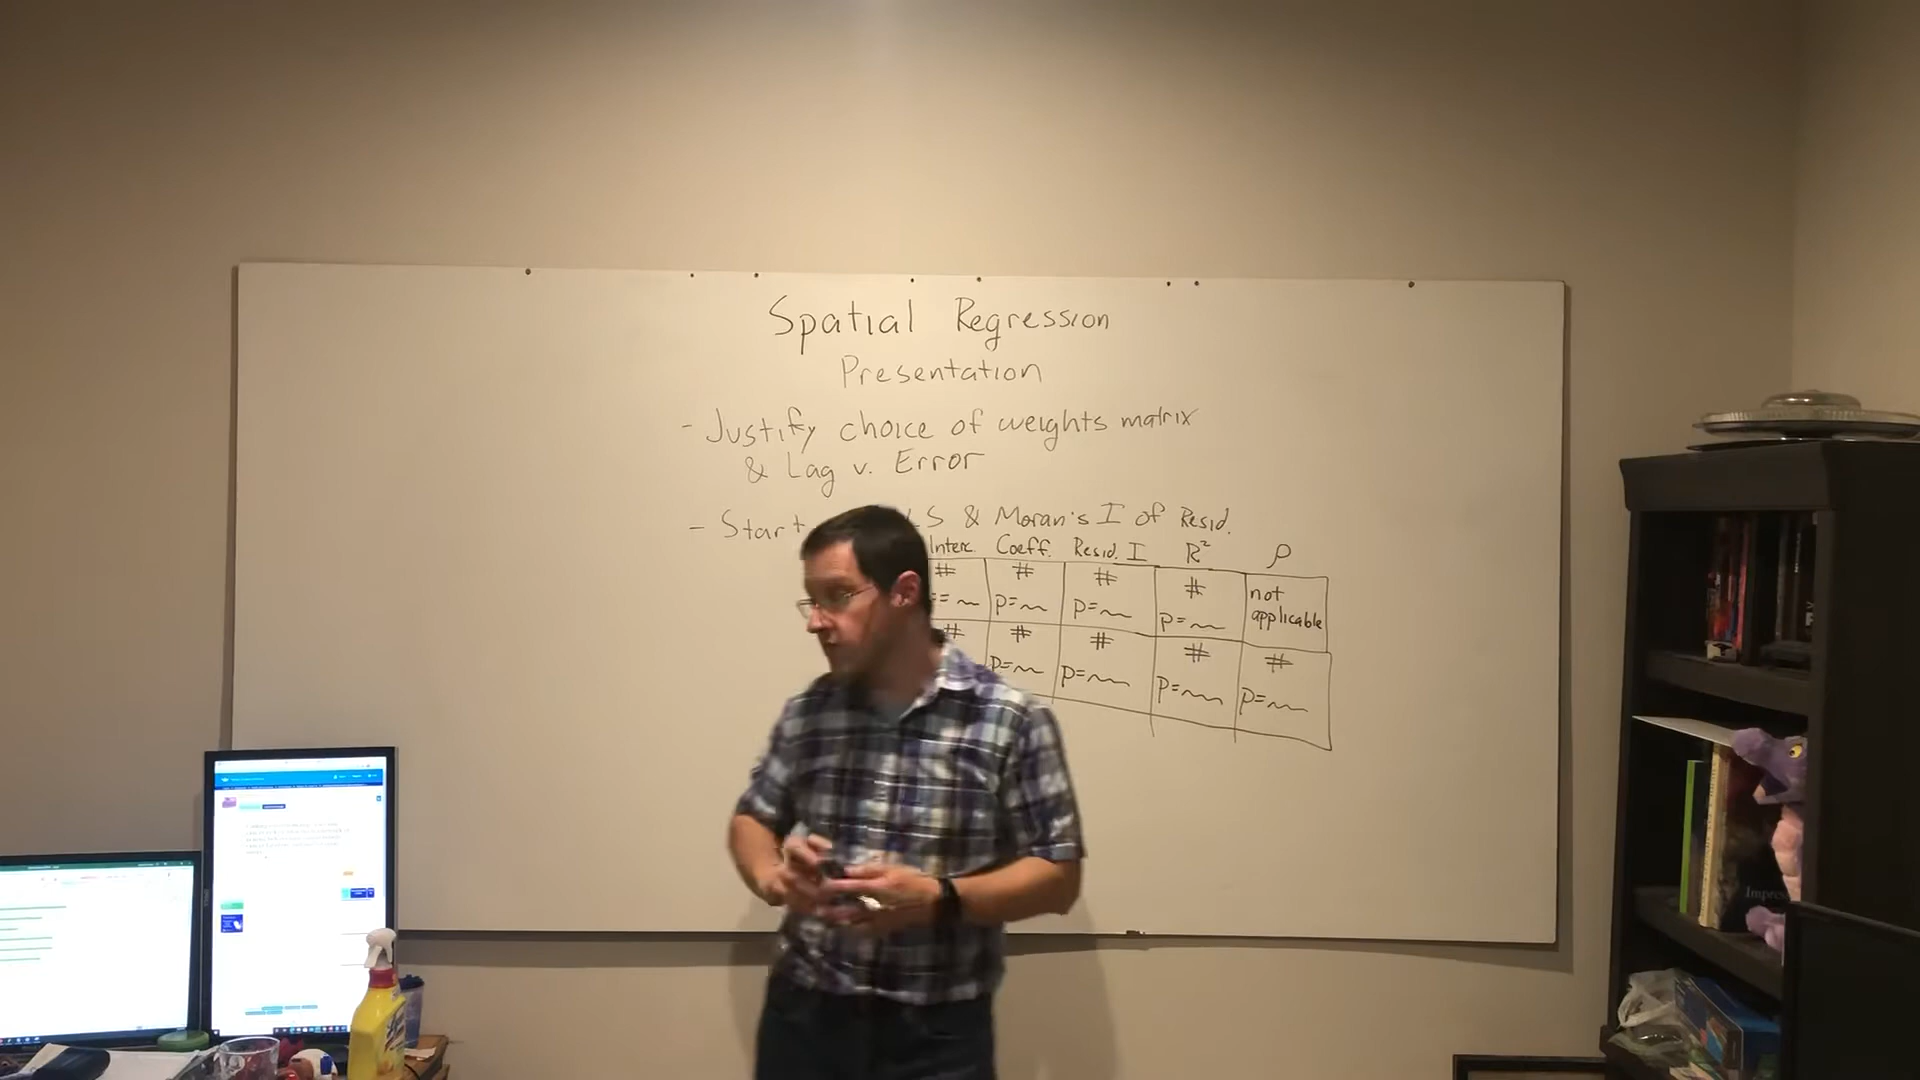 Spatial Regression
Presentation
- Justify choice of weights matrix
& Lag v. Error
- Start LS & Moran's I of Resid.
Interc. Coeff. Resid. I R² ρ
# # # # not applicable
= ~ p=~ p=~ p=~
# # # # #
p=~ p=~ p=~ p=~
Impres